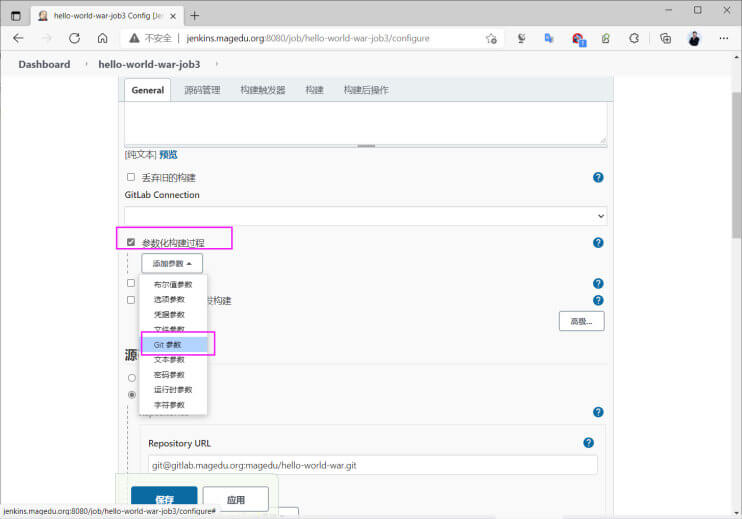 hello-world-war-job3 Config [Jen
不安全 | jenkins.magedu.org:8080/job/hello-world-war-job3/configure
Dashboard hello-world-war-job3
General 源码管理 构建触发器 构建 构建后操作
[纯文本] 预览
丢弃旧的构建
GitLab Connection
参数化构建过程
添加参数
布尔值参数
选项参数
发构建
凭据参数
文件参数
高级...
Git 参数
源
文本参数
密码参数
运行时参数
字符参数
Repositories
Repository URL
git@gitlab.magedu.org:magedu/hello-world-war.git
保存 应用
jenkins.magedu.org:8080/job/hello-world-war-job3/configure#